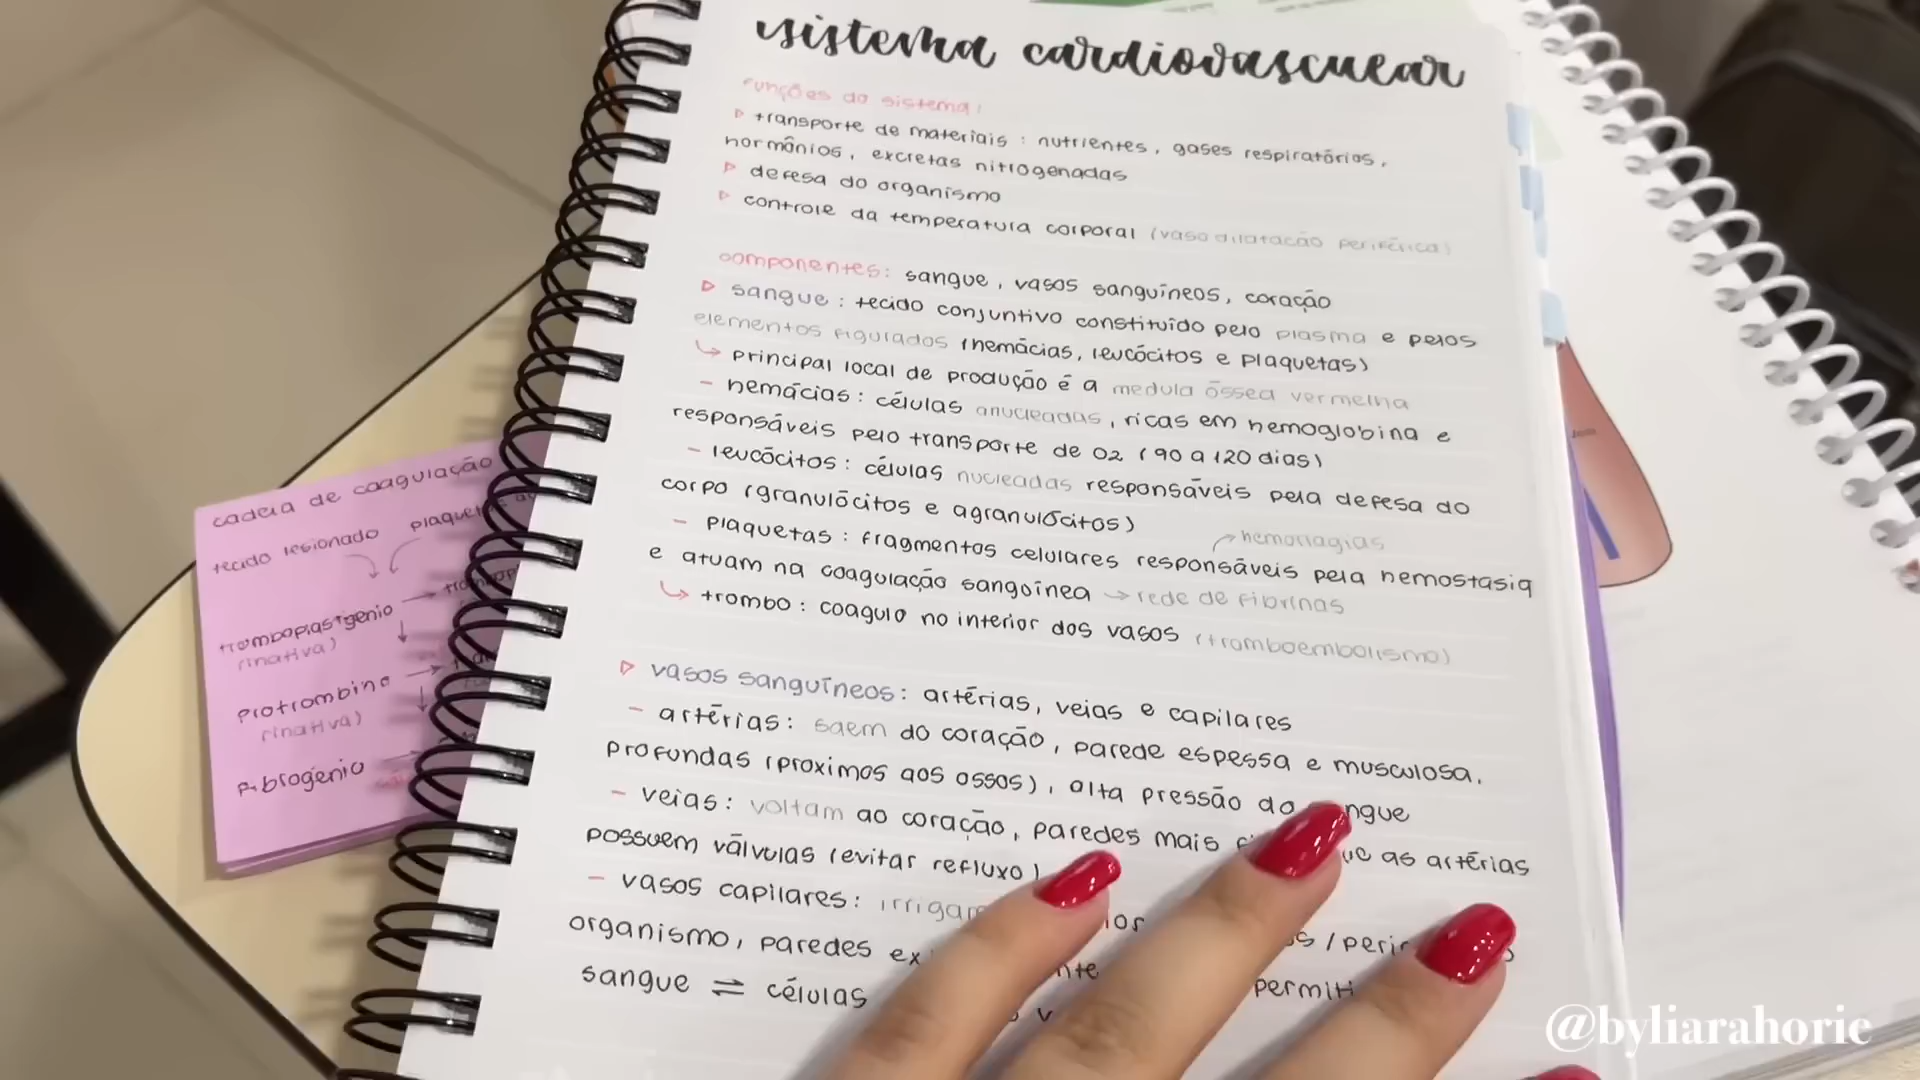 sistema cardiovascular
funções do sistema:
▹ transporte de materiais: nutrientes, gases respiratórios,
hormônios, excretas nitrogenadas
▹ defesa do organismo
▹ controle da temperatura corporal (vasodilatação periférica)
componentes: sangue, vasos sanguíneos, coração
▹ sangue: tecido conjuntivo constituído pelo plasma e pelos
elementos figurados (hemácias, leucócitos e plaquetas)
↳ principal local de produção é a medula óssea vermelha
- hemácias: células anucleadas, ricas em hemoglobina e
responsáveis pelo transporte de O2 (90 a 120 dias)
- leucócitos: células nucleadas responsáveis pela defesa do
corpo (granulócitos e agranulócitos)
hemorragias
- plaquetas: fragmentos celulares responsáveis pela hemostasia
e atuam na coagulação sangoínea → rede de fibrinas
↳ trombo: coagulo no interior dos vasos (tromboembolismo)
▹ vasos sanguíneos: artérias, veias e capilares
- artérias: saem do coração, parede espessa e musculosa,
profundas (proximos aos ossos), alta pressão do
- veias: voltam ao coração, paredes mais as artérias
possuem válvulas (evitar refluxo)
- vasos capilares: irrigam
organismo, paredes
sangue ⇌ células
cadeia de coagulação
tecido lesionado
tromboplastigenio
(inativa)
protrombina
(inativa)
fibrogênio
@byliarahorie